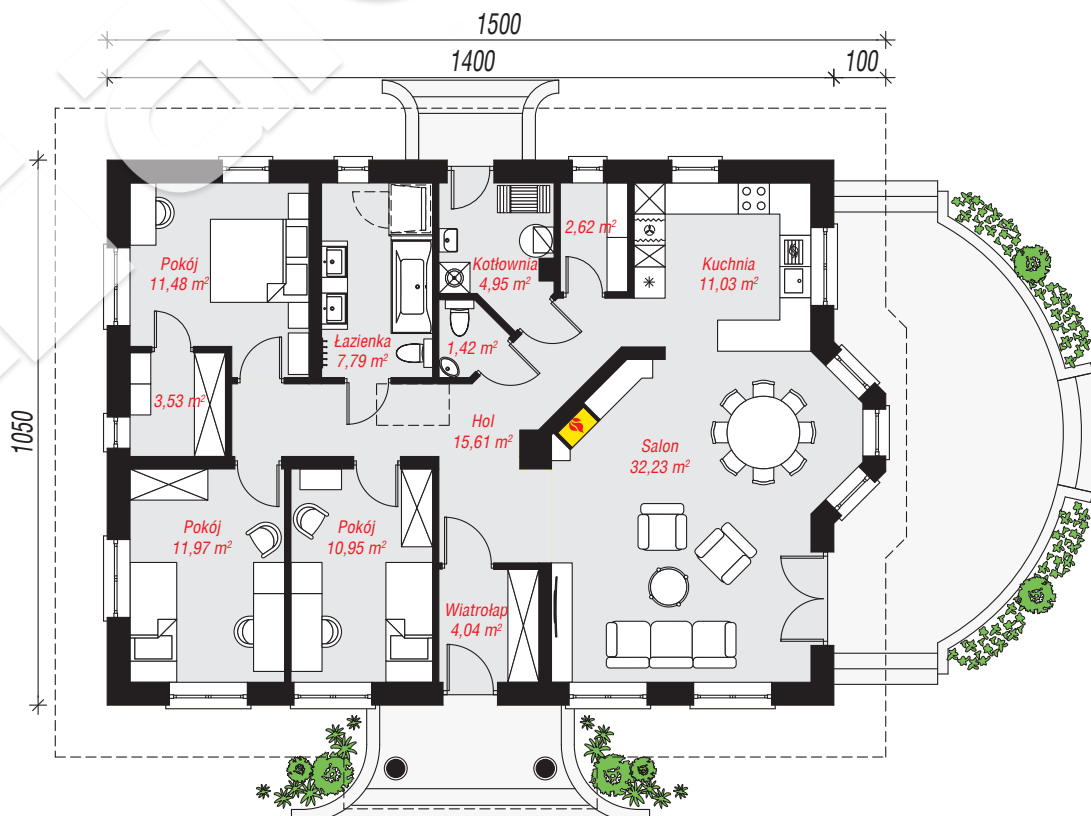 1500
1400
100
1050
Pokój
11,48 m²
Łazienka
7,79 m²
Kotłownia
4,95 m²
2,62 m²
Kuchnia
11,03 m²
1,42 m²
3,53 m²
Hol
15,61 m²
Salon
32,23 m²
Pokój
11,97 m²
Pokój
10,95 m²
Wiatrołap
4,04 m²